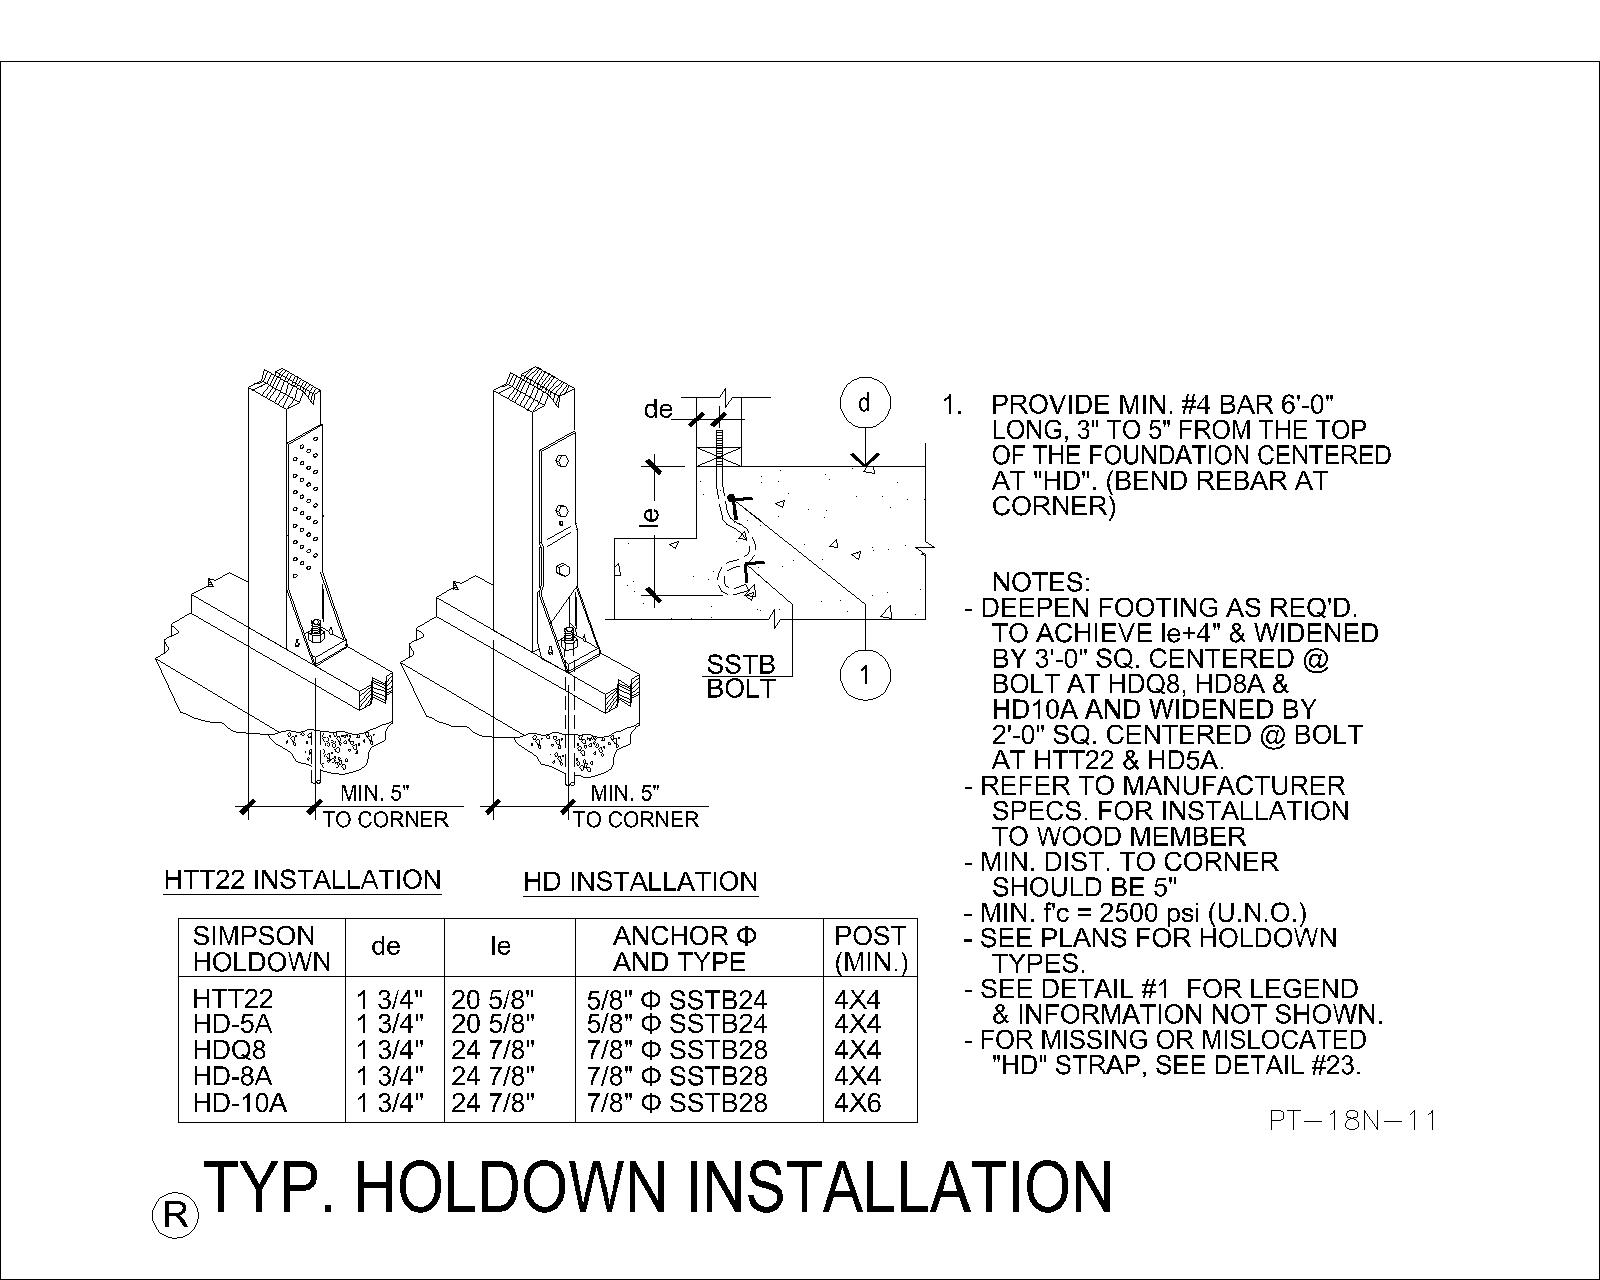 de
d
le
SSTB
BOLT
1
MIN. 5"
TO CORNER
MIN. 5"
TO CORNER
HTT22 INSTALLATION
HD INSTALLATION
SIMPSON HOLDOWN de le ANCHOR Φ AND TYPE POST (MIN.)
HTT22 1 3/4" 20 5/8" 5/8" Φ SSTB24 4X4
HD-5A 1 3/4" 20 5/8" 5/8" Φ SSTB24 4X4
HDQ8 1 3/4" 24 7/8" 7/8" Φ SSTB28 4X4
HD-8A 1 3/4" 24 7/8" 7/8" Φ SSTB28 4X4
HD-10A 1 3/4" 24 7/8" 7/8" Φ SSTB28 4X6
1. PROVIDE MIN. #4 BAR 6'-0"
LONG, 3" TO 5" FROM THE TOP
OF THE FOUNDATION CENTERED
AT "HD". (BEND REBAR AT
CORNER)
NOTES:
- DEEPEN FOOTING AS REQ'D.
TO ACHIEVE le+4" & WIDENED
BY 3'-0" SQ. CENTERED @
BOLT AT HDQ8, HD8A &
HD10A AND WIDENED BY
2'-0" SQ. CENTERED @ BOLT
AT HTT22 & HD5A.
- REFER TO MANUFACTURER
SPECS. FOR INSTALLATION
TO WOOD MEMBER
- MIN. DIST. TO CORNER
SHOULD BE 5"
- MIN. f'c = 2500 psi (U.N.O.)
- SEE PLANS FOR HOLDOWN
TYPES.
- SEE DETAIL #1 FOR LEGEND
& INFORMATION NOT SHOWN.
- FOR MISSING OR MISLOCATED
"HD" STRAP, SEE DETAIL #23.
PT-18N-11
R TYP. HOLDOWN INSTALLATION